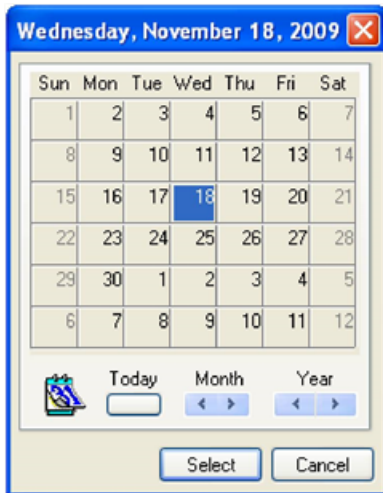 Wednesday, November 18, 2009
Sun Mon Tue Wed Thu Fri Sat
1 2 3 4 5 6 7
8 9 10 11 12 13 14
15 16 17 18 19 20 21
22 23 24 25 26 27 28
29 30 1 2 3 4 5
6 7 8 9 10 11 12
Today Month Year
Select Cancel